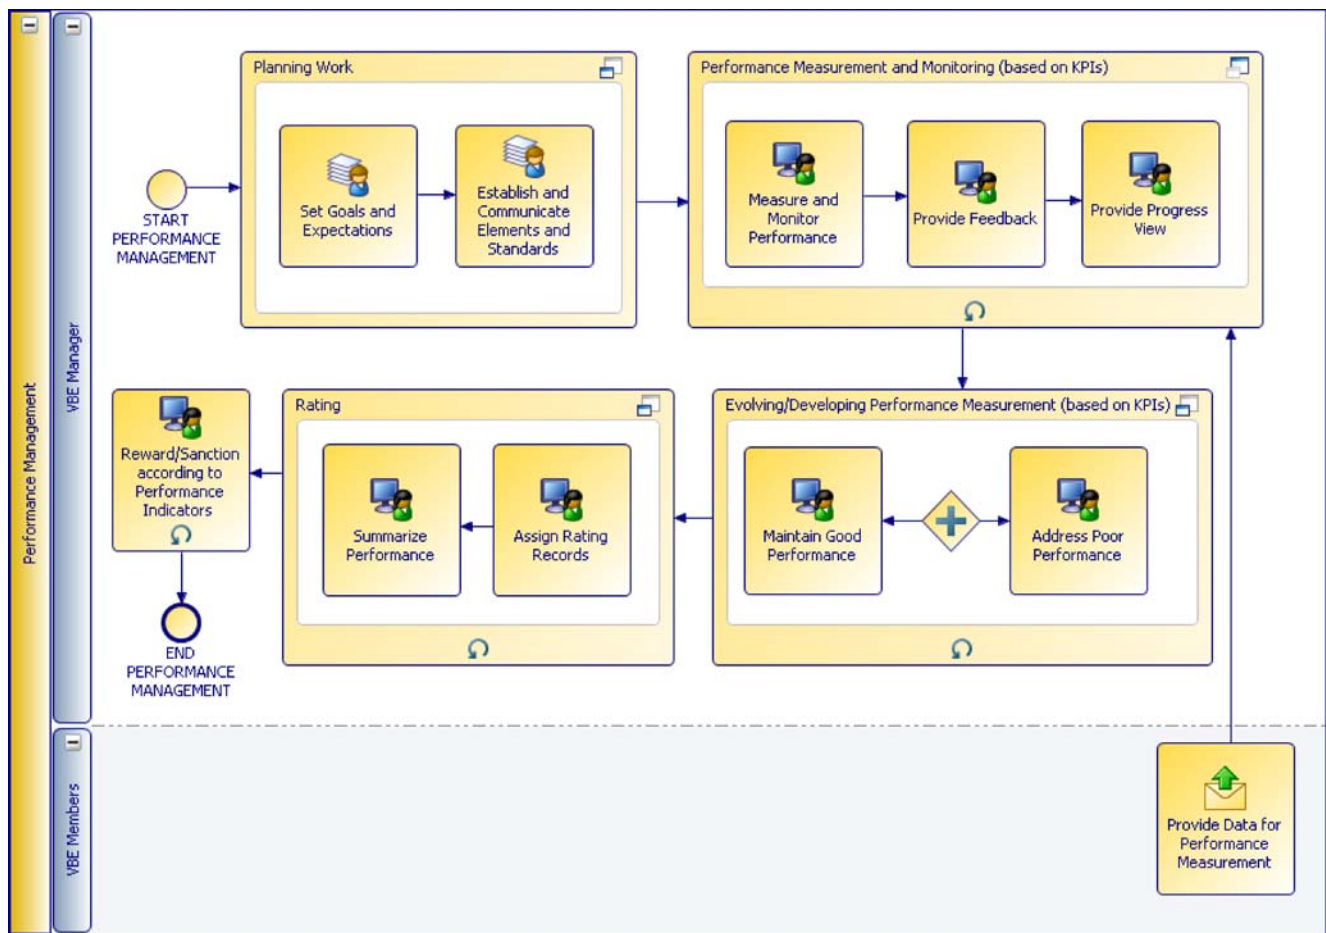 Performance Management
VBE Manager
VBE Members
START
PERFORMANCE
MANAGEMENT
Planning Work
Set Goals and
Expectations
Establish and
Communicate
Elements and
Standards
Performance Measurement and Monitoring (based on KPIs)
Measure and
Monitor
Performance
Provide Feedback
Provide Progress
View
Evolving/Developing Performance Measurement (based on KPIs)
Maintain Good
Performance
Address Poor
Performance
Rating
Summarize
Performance
Assign Rating
Records
Reward/Sanction
according to
Performance
Indicators
END
PERFORMANCE
MANAGEMENT
Provide Data for
Performance
Measurement